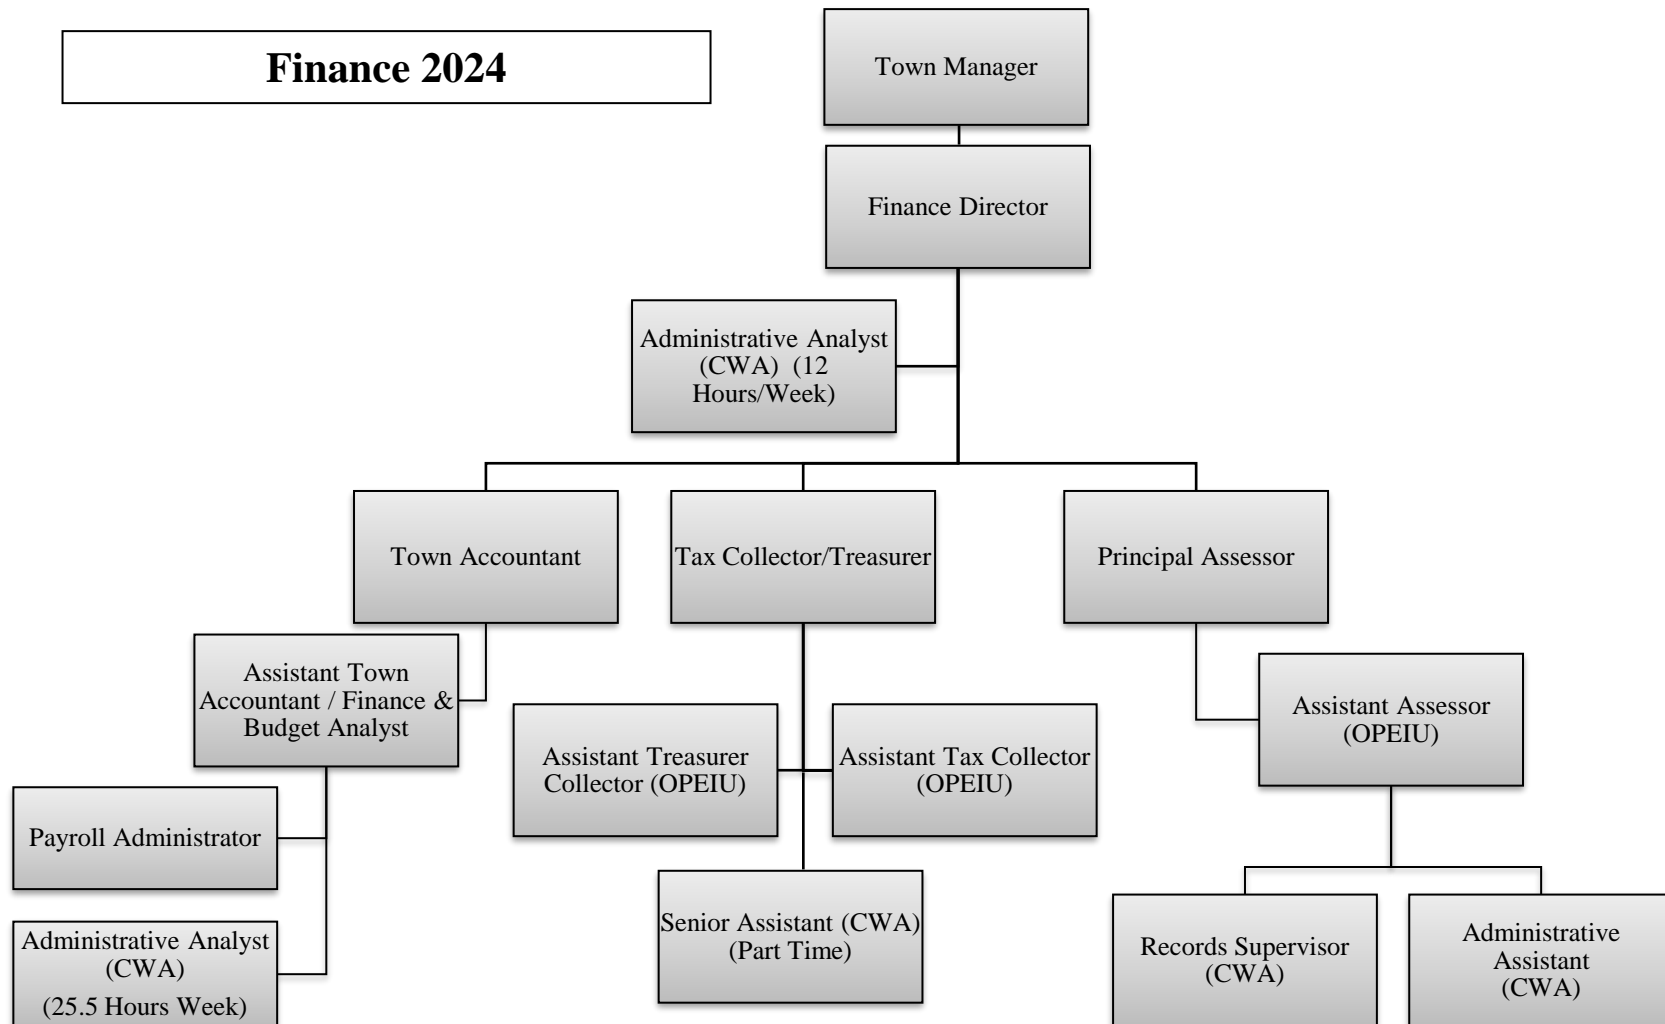 Finance 2024
Town Manager
Finance Director
Administrative Analyst
(CWA) (12
Hours/Week)
Town Accountant
Tax Collector/Treasurer
Principal Assessor
Assistant Town
Accountant / Finance &
Budget Analyst
Assistant Assessor
(OPEIU)
Assistant Treasurer
Collector (OPEIU)
Assistant Tax Collector
(OPEIU)
Payroll Administrator
Administrative Analyst
(CWA)
(25.5 Hours Week)
Senior Assistant (CWA)
(Part Time)
Records Supervisor
(CWA)
Administrative
Assistant
(CWA)